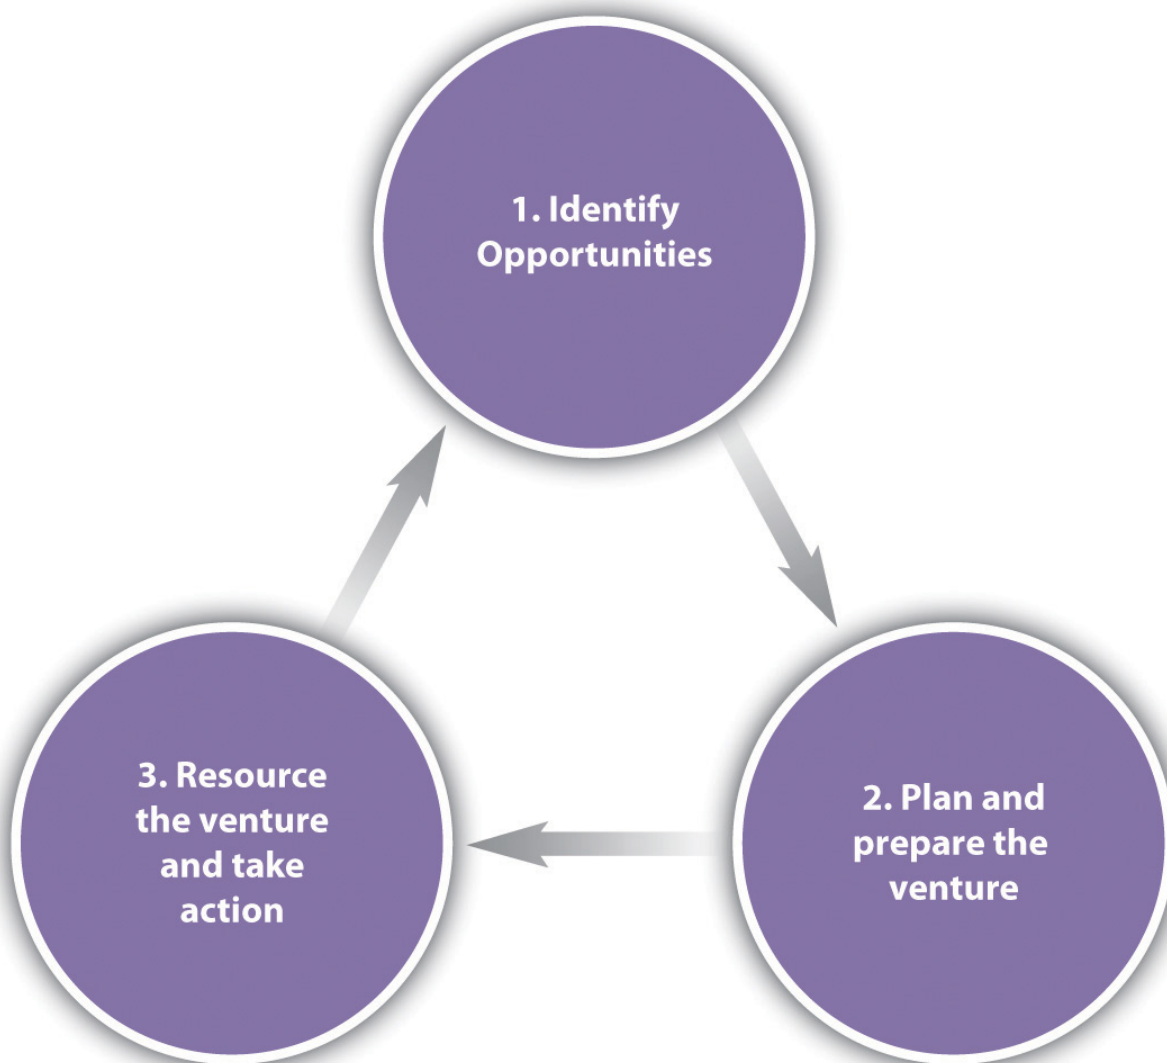 1. Identify
Opportunities
2. Plan and
prepare the
venture
3. Resource
the venture
and take
action